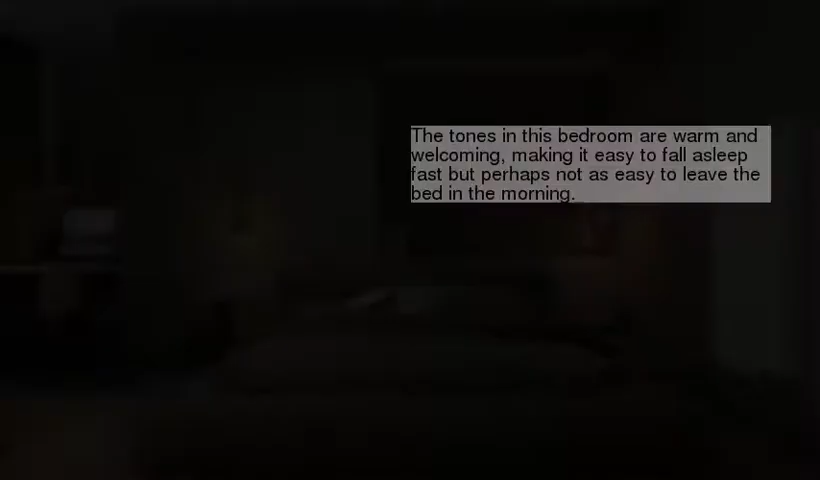 The tones in this bedroom are warm and
welcoming, making it easy to fall asleep
fast but perhaps not as easy to leave the
bed in the morning.